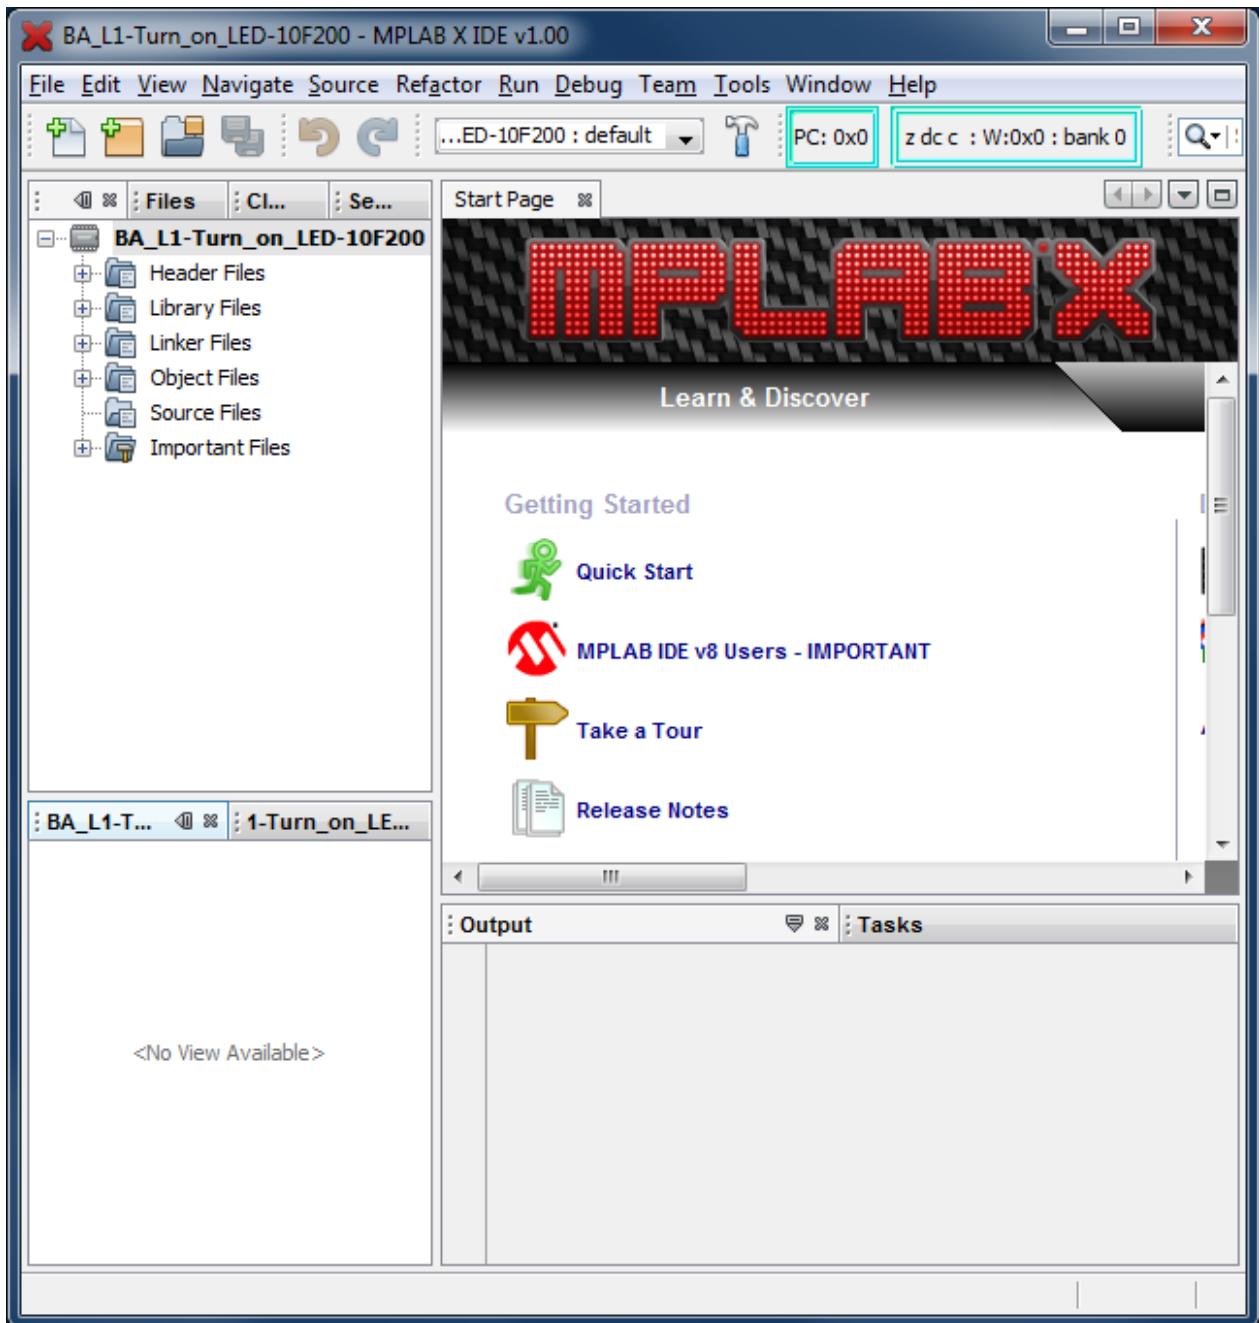 BA_L1-Turn_on_LED-10F200 - MPLAB X IDE v1.00
File Edit View Navigate Source Refactor Run Debug Team Tools Window Help
...ED-10F200 : default PC: 0x0 z dc c : W:0x0 : bank 0
Files Cl... Se...
BA_L1-Turn_on_LED-10F200
Header Files
Library Files
Linker Files
Object Files
Source Files
Important Files
Start Page
MPLAB X
Learn & Discover
Getting Started
Quick Start
MPLAB IDE v8 Users - IMPORTANT
Take a Tour
Release Notes
BA_L1-T... 1-Turn_on_LE...
<No View Available>
Output Tasks